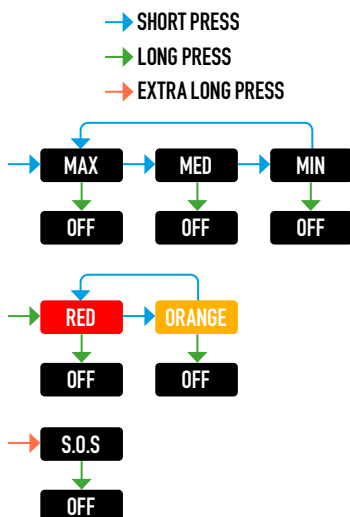 SHORT PRESS
LONG PRESS
EXTRA LONG PRESS
MAX MED MIN
OFF OFF OFF
RED ORANGE
OFF OFF
S.O.S
OFF